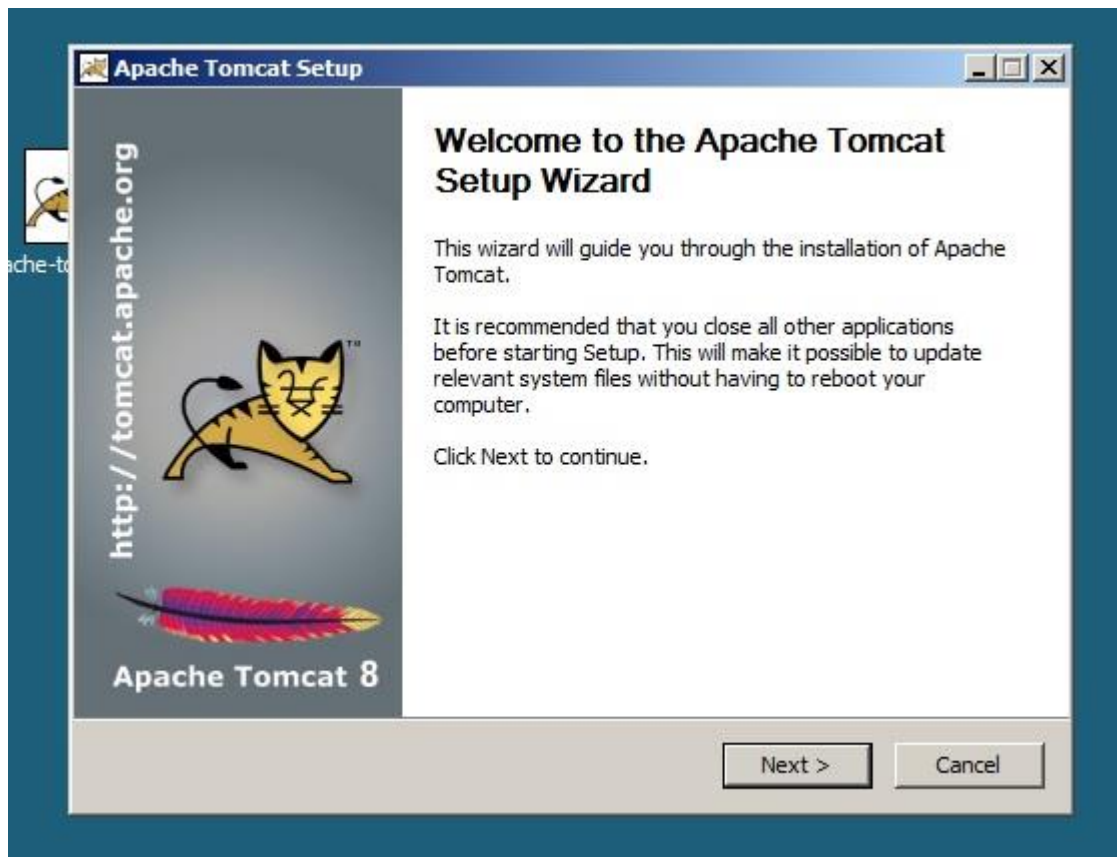 Apache Tomcat Setup
http://tomcat.apache.org
Welcome to the Apache Tomcat
Setup Wizard
This wizard will guide you through the installation of Apache
Tomcat.
It is recommended that you close all other applications
before starting Setup. This will make it possible to update
relevant system files without having to reboot your
computer.
Click Next to continue.
TM
Apache Tomcat 8
Next >
Cancel